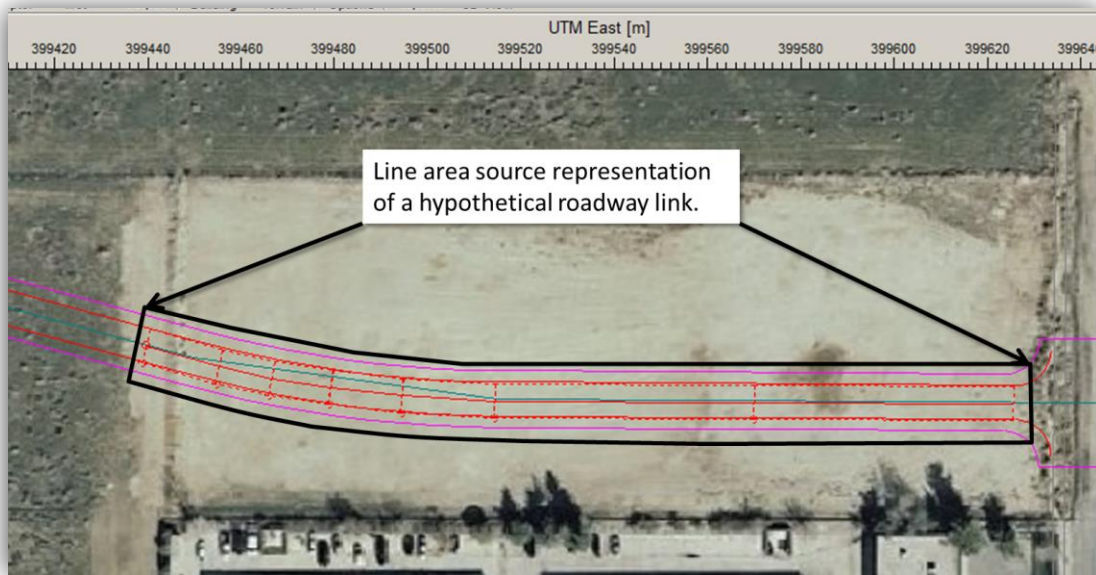 UTM East [m]
399420 399440 399460 399480 399500 399520 399540 399560 399580 399600 399620 39964
Line area source representation
of a hypothetical roadway link.